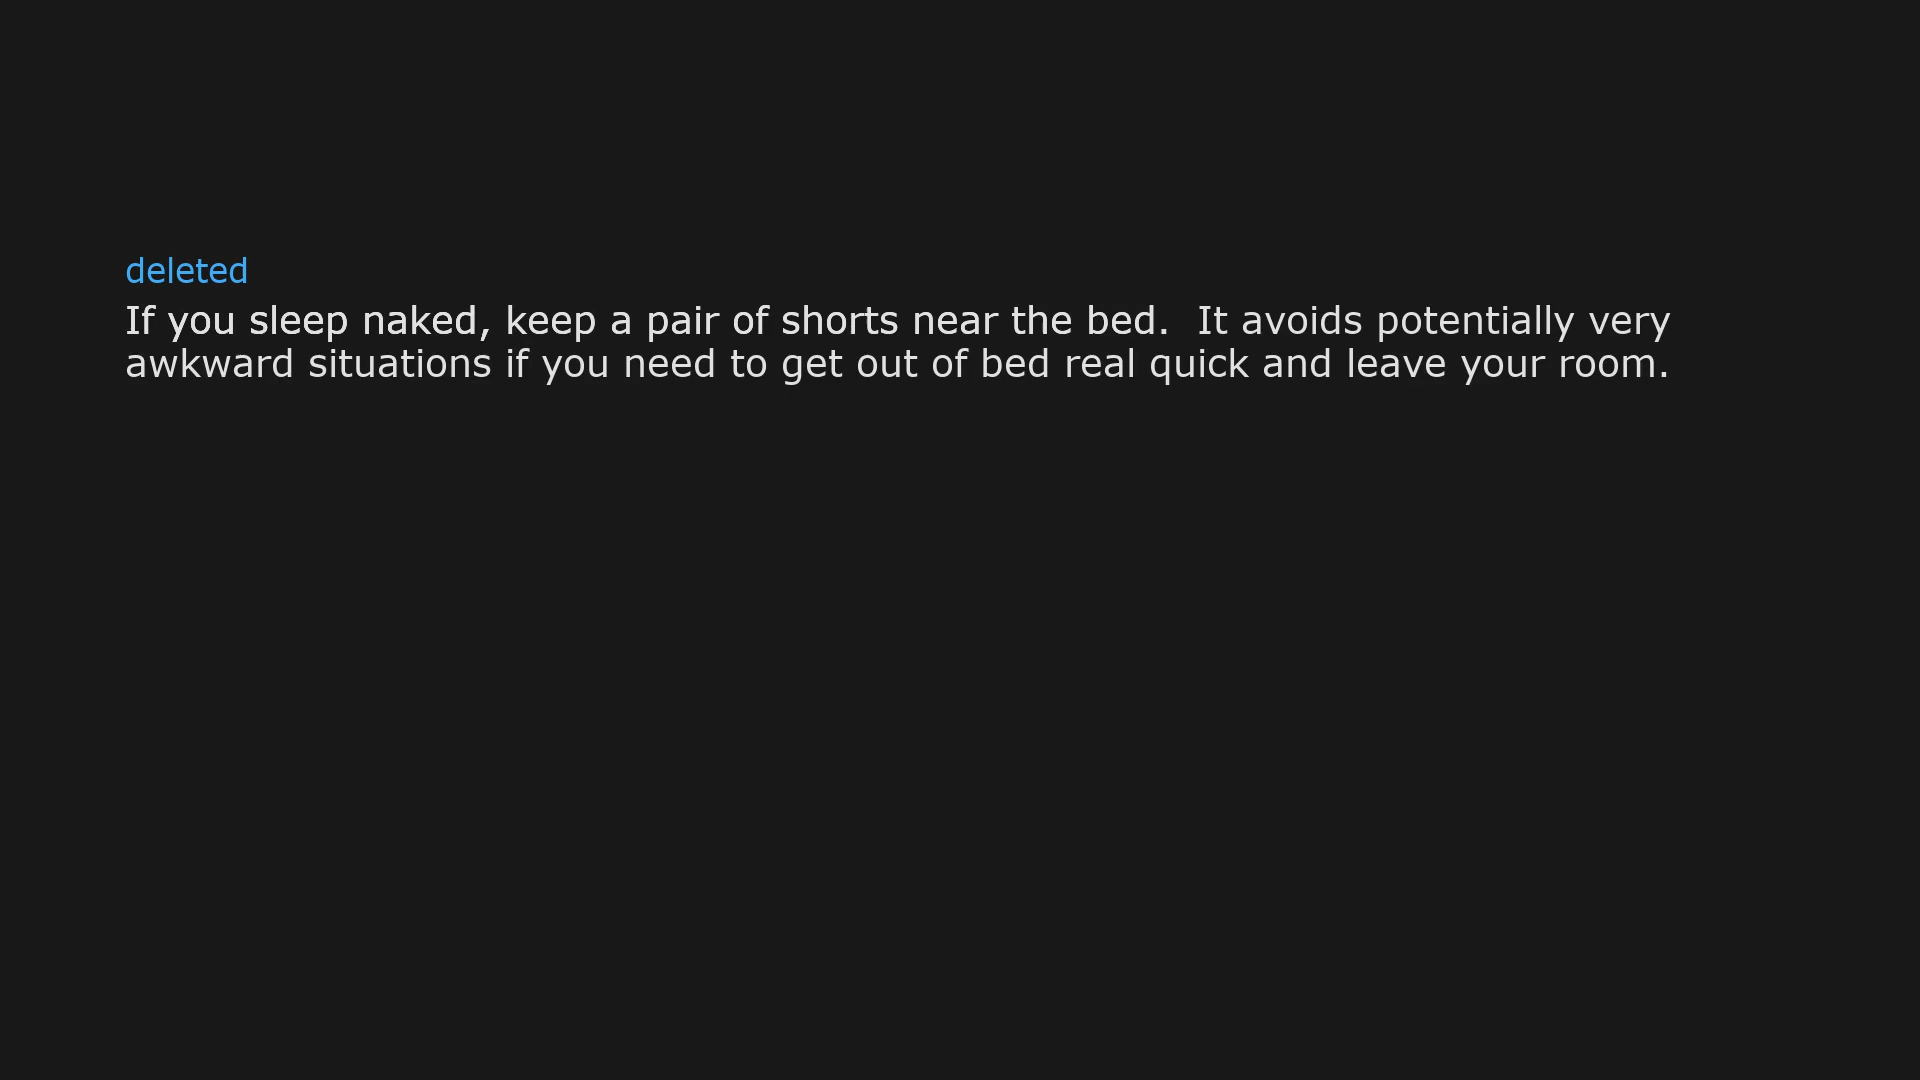 deleted
If you sleep naked, keep a pair of shorts near the bed.  It avoids potentially very
awkward situations if you need to get out of bed real quick and leave your room.